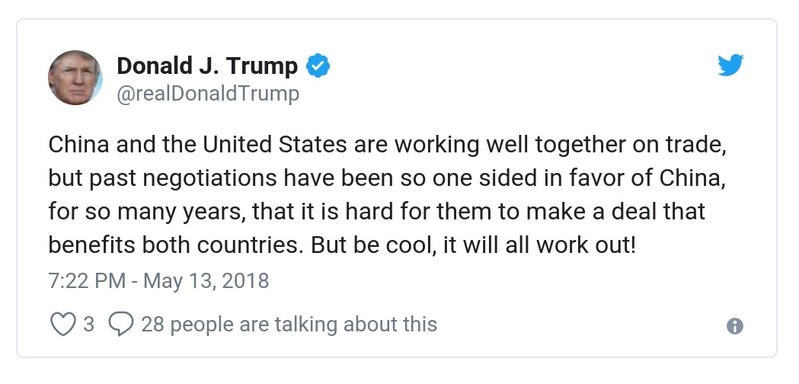 Donald J. Trump
@realDonaldTrump
China and the United States are working well together on trade,
but past negotiations have been so one sided in favor of China,
for so many years, that it is hard for them to make a deal that
benefits both countries. But be cool, it will all work out!
7:22 PM - May 13, 2018
3 28 people are talking about this